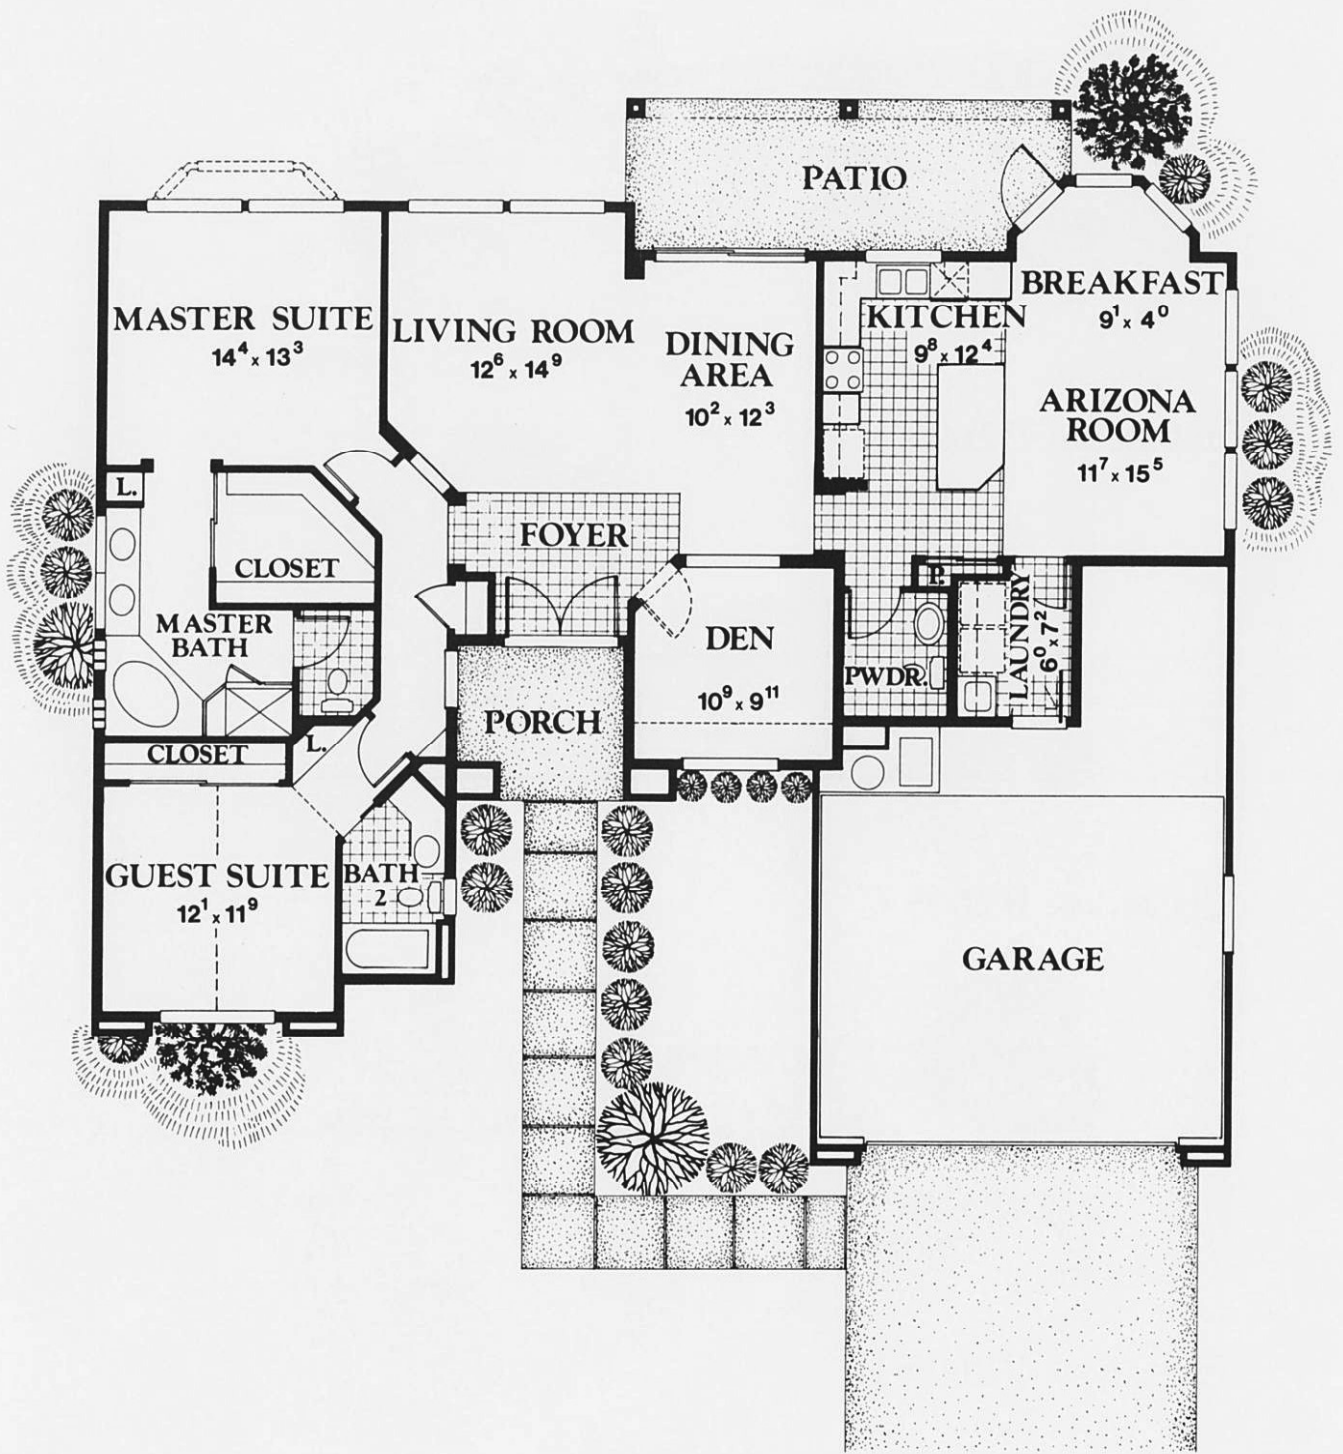 PATIO
MASTER SUITE
14⁴ x 13³
LIVING ROOM
12⁶ x 14⁹
DINING
AREA
10² x 12³
KITCHEN
9⁸ x 12⁴
BREAKFAST
9¹ x 4⁰
ARIZONA
ROOM
11⁷ x 15⁵
L.
CLOSET
FOYER
MASTER
BATH
DEN
10⁹ x 9¹¹
P.
PWDR.
LAUNDRY
6⁰ x 7²
PORCH
L.
CLOSET
GUEST SUITE
12¹ x 11⁹
BATH
2
GARAGE